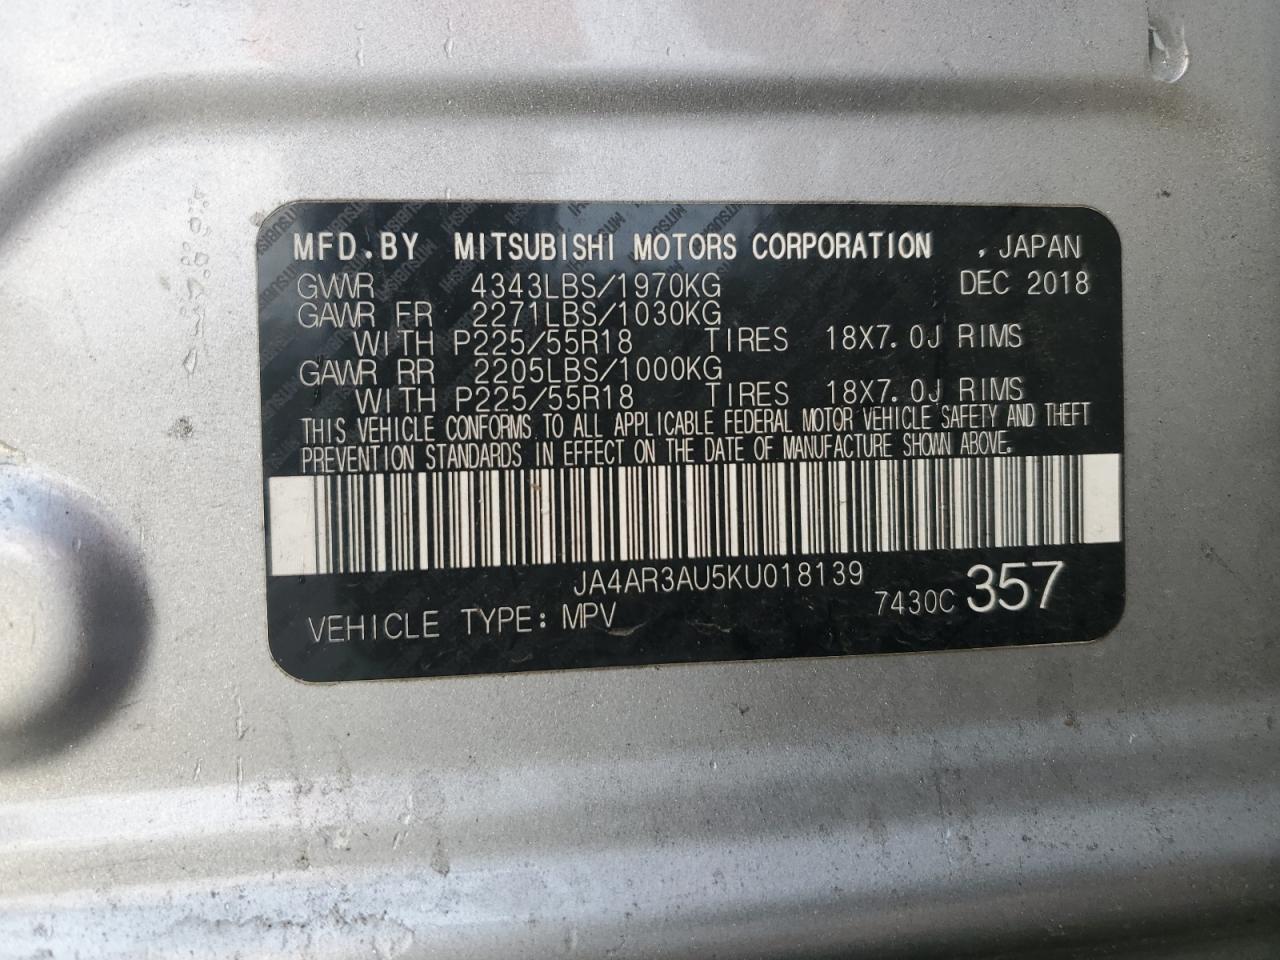 MFD.BY MITSUBISHI MOTORS CORPORATION , JAPAN
GVWR 4343LBS/1970KG DEC 2018
GAWR FR 2271LBS/1030KG
WITH P225/55R18 TIRES 18X7.0J RIMS
GAWR RR 2205LBS/1000KG
WITH P225/55R18 TIRES 18X7.0J RIMS
THIS VEHICLE CONFORMS TO ALL APPLICABLE FEDERAL MOTOR VEHICLE SAFETY AND THEFT
PREVENTION STANDARDS IN EFFECT ON THE DATE OF MANUFACTURE SHOWN ABOVE.
JA4AR3AU5KU018139
VEHICLE TYPE: MPV 7430C 357